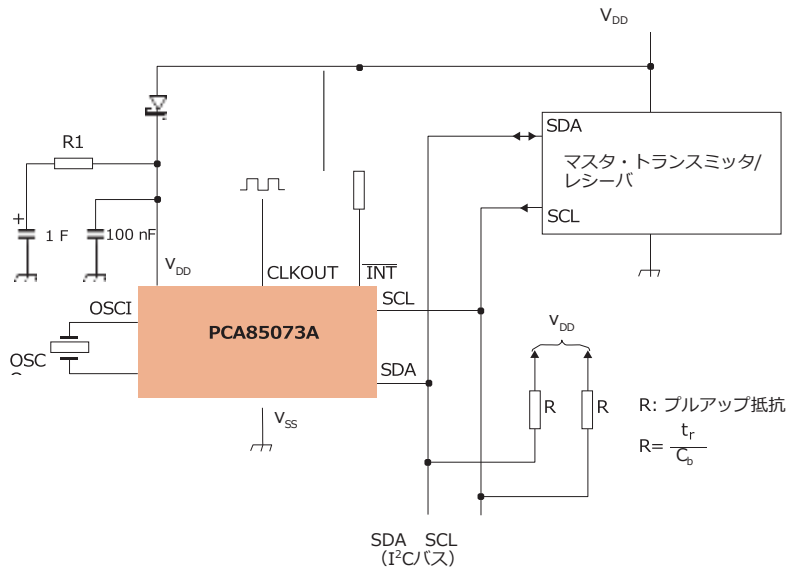 VDD
SDA
マスタ・トランスミッタ/
レシーバ
SCL
R1
+
1 F
100 nF
VDD
CLKOUT
INT
OSCI
SCL
PCA85073A
OSC
SDA
VSS
VDD
R
R
R: プルアップ抵抗
R= tr
Cb
SDA SCL
(I²Cバス)